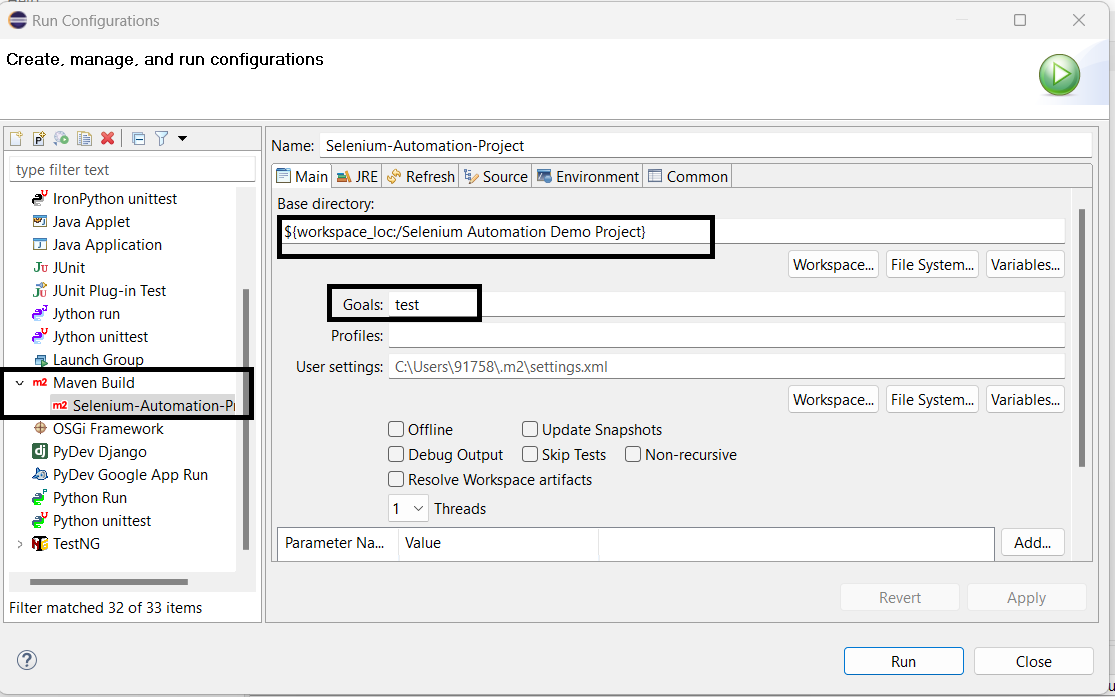 Run Configurations
Create, manage, and run configurations
type filter text
IronPython unittest
Java Applet
Java Application
JUnit
JUnit Plug-in Test
Jython run
Jython unittest
Launch Group
Maven Build
Selenium-Automation-Pr
OSGi Framework
PyDev Django
PyDev Google App Run
Python Run
Python unittest
TestNG
Filter matched 32 of 33 items
Name: Selenium-Automation-Project
Main JRE Refresh Source Environment Common
Base directory:
${workspace_loc:/Selenium Automation Demo Project}
Workspace... File System... Variables...
Goals: test
Profiles:
User settings: C:\Users\91758\.m2\settings.xml
Workspace... File System... Variables...
Offline Update Snapshots
Debug Output Skip Tests Non-recursive
Resolve Workspace artifacts
1 Threads
Parameter Na... Value Add...
Revert Apply
Run Close